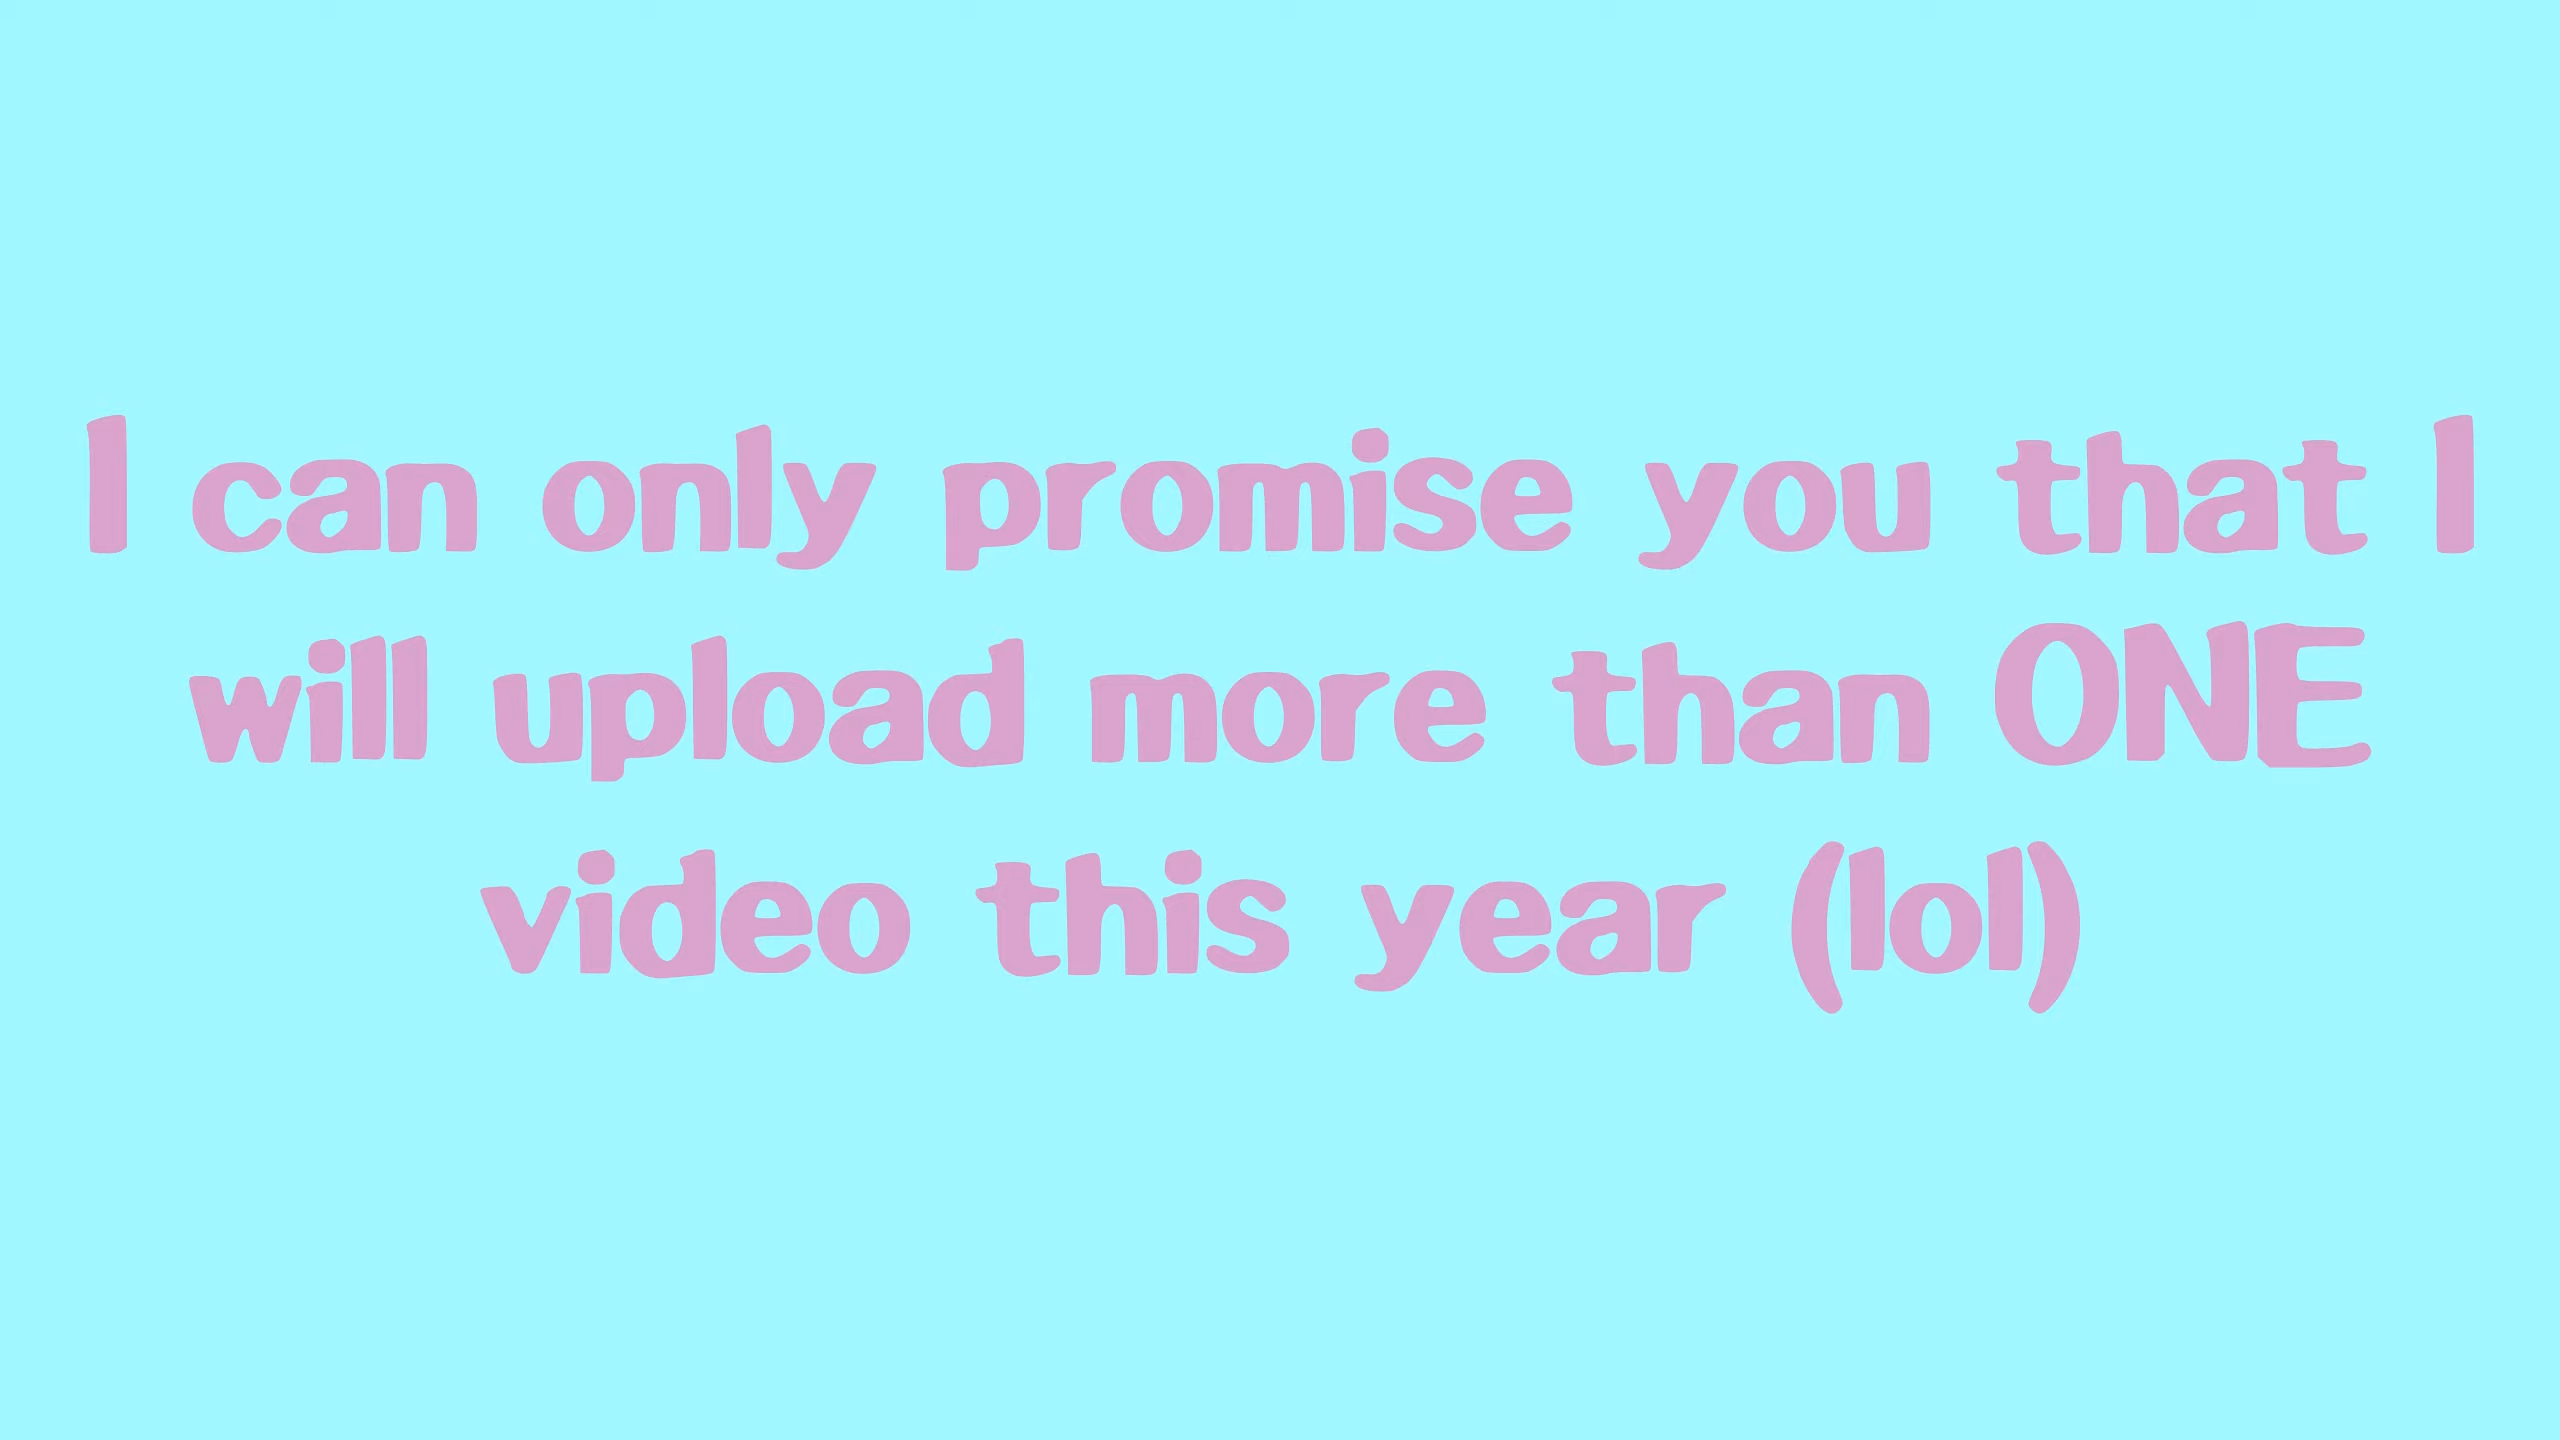 I can only promise you that I
will upload more than ONE
video this year (lol)